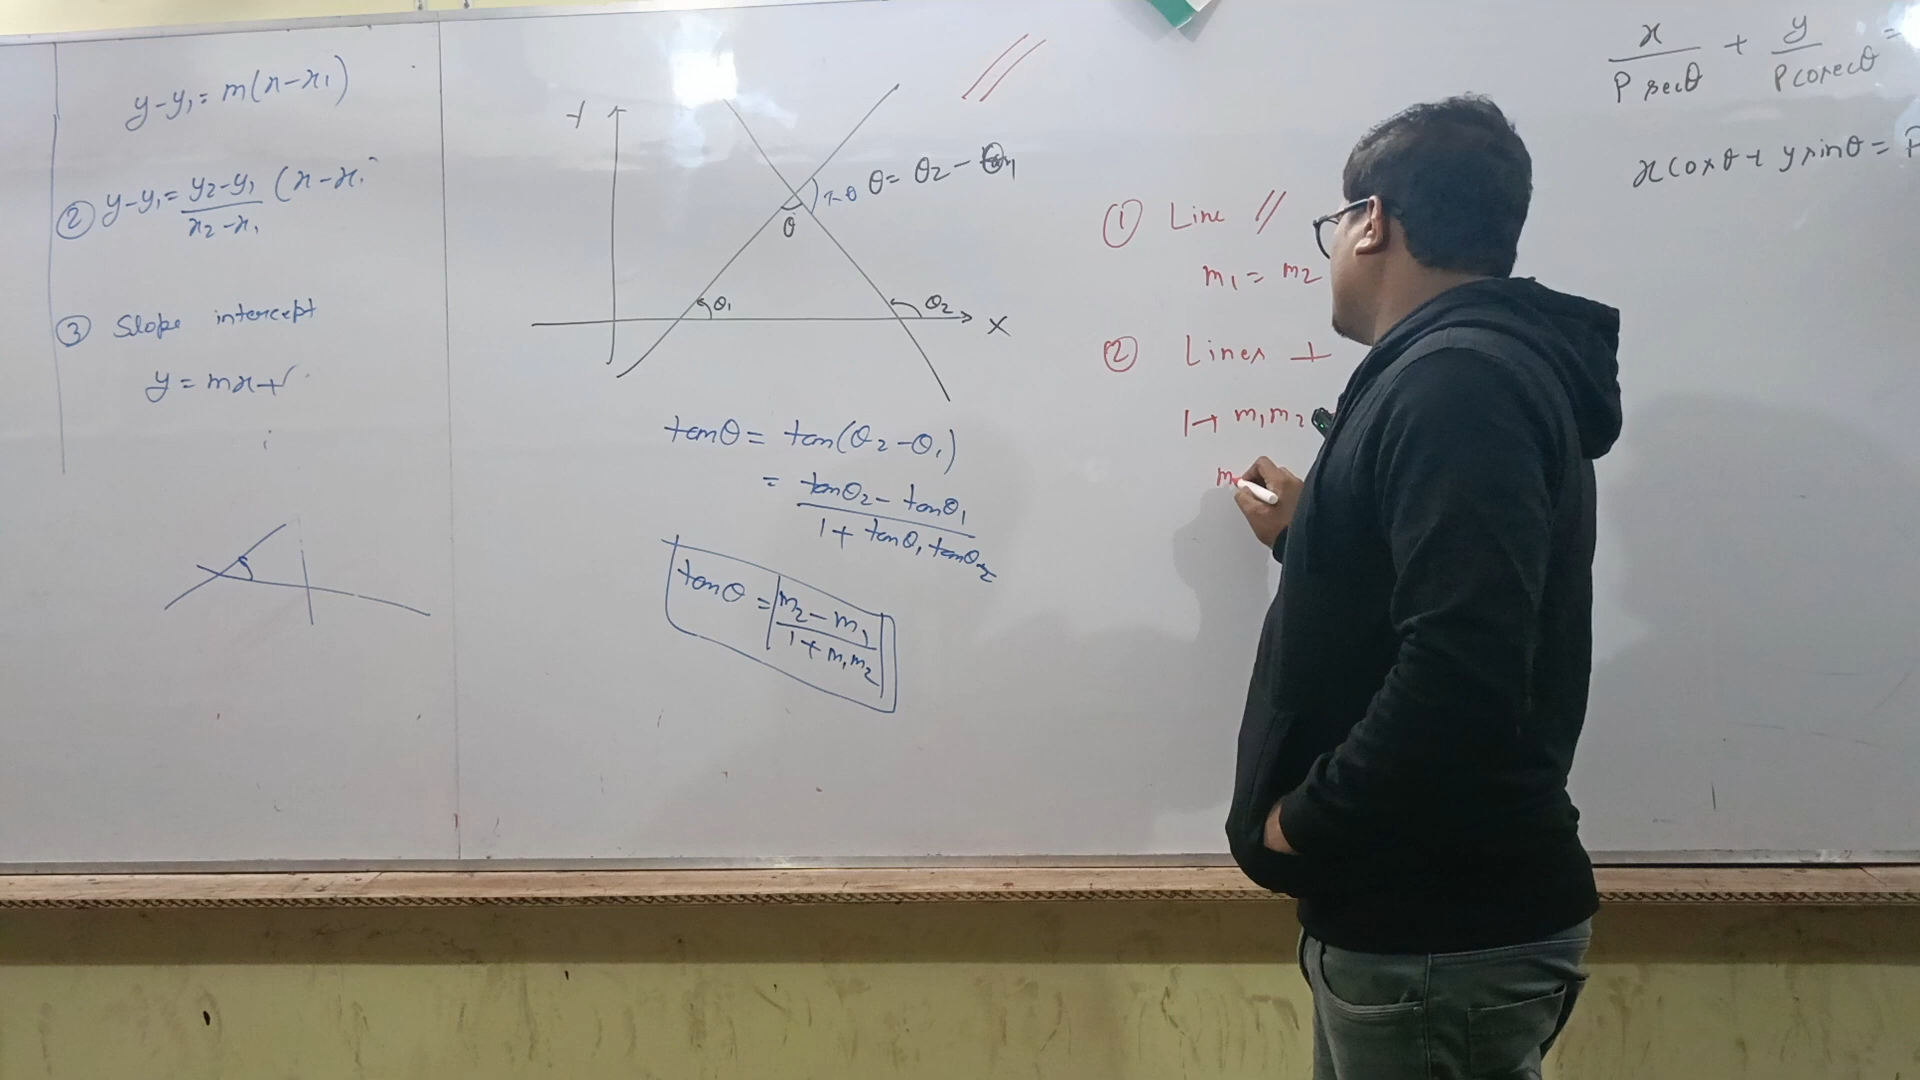 y-y₁ = m(x-x₁)
② y-y₁ = y₂-y₁ / x₂-x₁ (x-x₁
③ Slope intercept
y = mx+
Y
π-θ θ = θ₂ - θ₁
θ
θ₁ θ₂
X
tanθ = tan(θ₂-θ₁)
= tanθ₂ - tanθ₁ / 1 + tanθ₁ tanθ₂
tanθ = |m₂ - m₁ / 1 + m₁m₂|
//
① Line //
m₁ = m₂
② Lines ⊥
1 + m₁m₂
m
x / P secθ + y / P cosecθ =
x cosθ + y sinθ = P